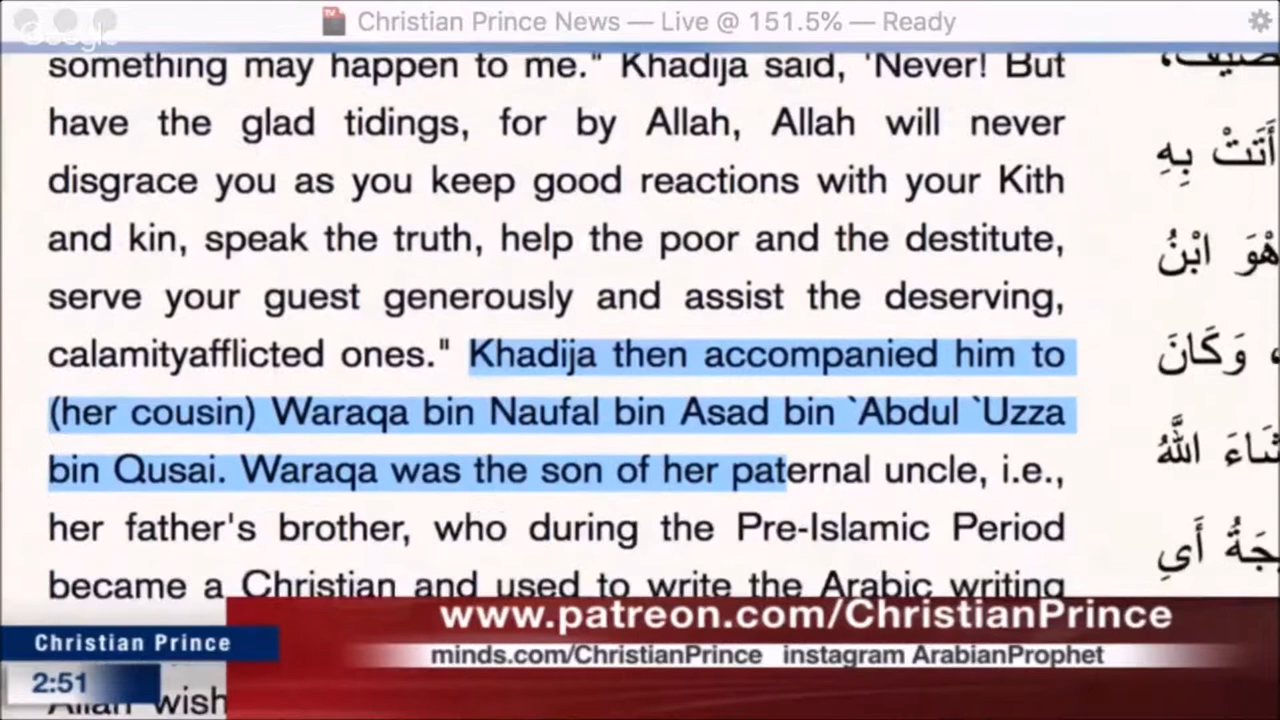 Christian Prince News — Live @ 151.5% — Ready
Google
something may happen to me." Khadija said, 'Never! But
have the glad tidings, for by Allah, Allah will never
disgrace you as you keep good reactions with your Kith
and kin, speak the truth, help the poor and the destitute,
serve your guest generously and assist the deserving,
calamityafflicted ones." Khadija then accompanied him to
(her cousin) Waraqa bin Naufal bin Asad bin `Abdul `Uzza
bin Qusai. Waraqa was the son of her paternal uncle, i.e.,
her father's brother, who during the Pre-Islamic Period
became a Christian and used to write the Arabic writing
Allah wish
أَتَتْ بِهِ
هْوَ ابْنُ
، وَكَانَ
شَاءَ اللَّهُ
يجَةُ أَىِ
www.patreon.com/ChristianPrince
Christian Prince
minds.com/ChristianPrince instagram ArabianProphet
2:51